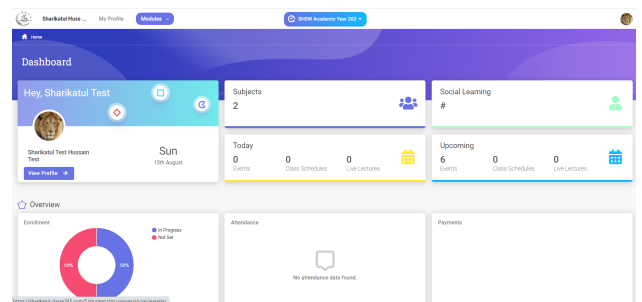 Sharikatul Huss ...
My Profile
Modules
SHSW Academic Year 202
Home
Dashboard
Hey, Sharikatul Test
Sharikatul Test Hussain
Test
View Profile
Sun
13th August
Subjects
2
Social Learning
#
Today
0 0 0
Events Class Schedules Live Lectures
Upcoming
6 0 0
Events Class Schedules Live Lectures
Overview
Enrollment
In Progress
Not Set
50%
50%
Attendance
No attendance data found.
Payments